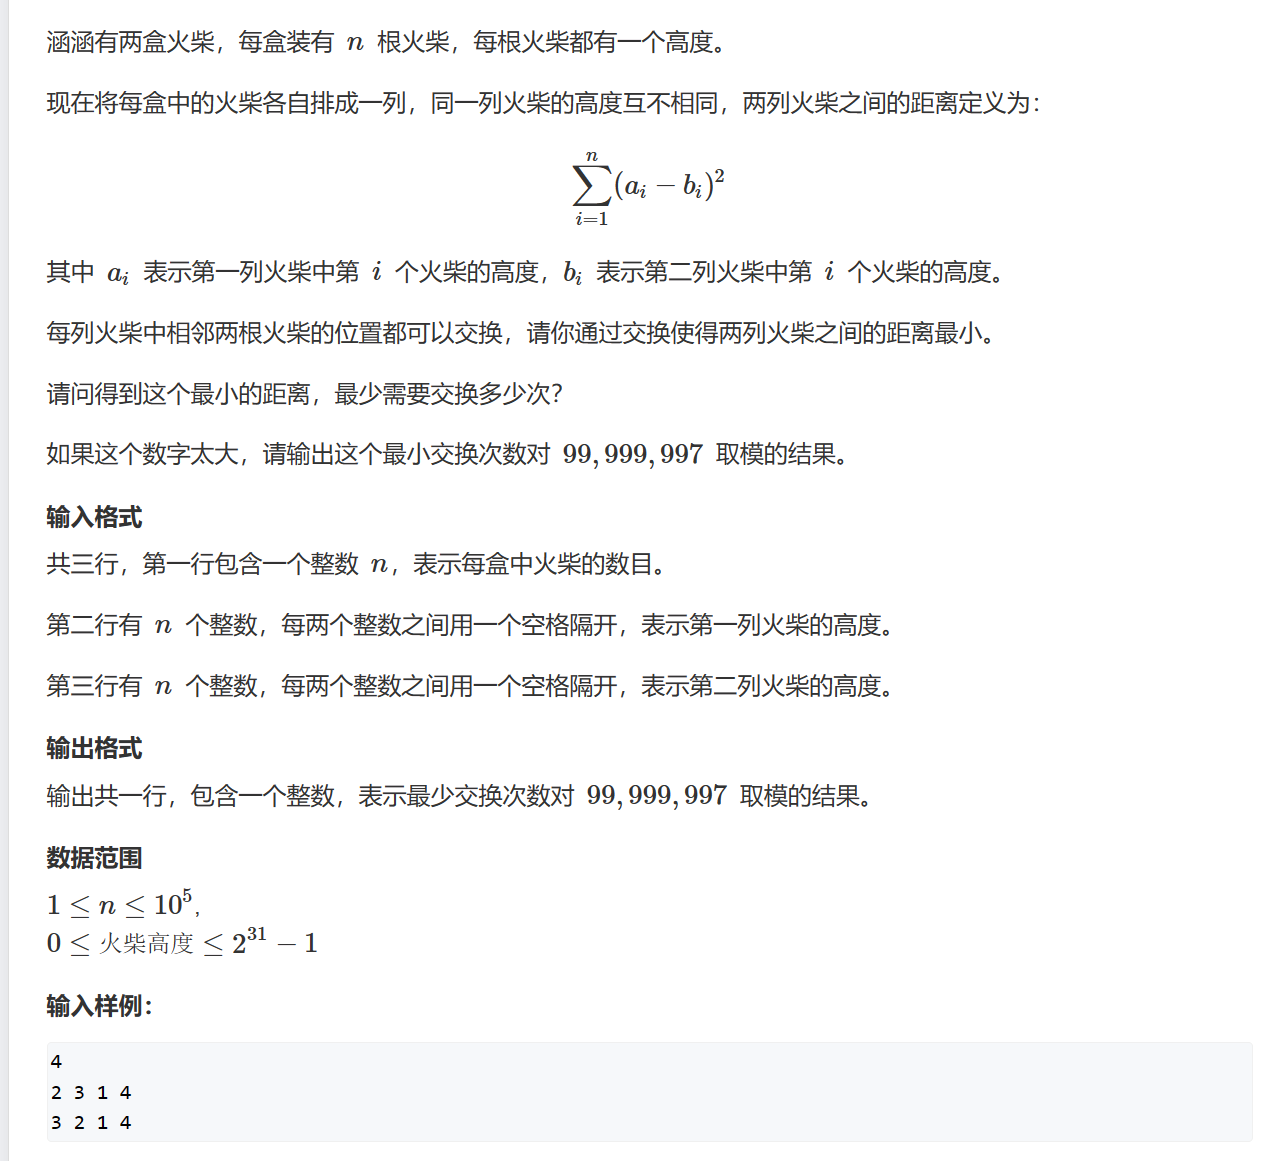 涵涵有两盒火柴，每盒装有 n 根火柴，每根火柴都有一个高度。
现在将每盒中的火柴各自排成一列，同一列火柴的高度互不相同，两列火柴之间的距离定义为：
\sum_{i=1}^{n}(a_i - b_i)^2
其中 a_i 表示第一列火柴中第 i 个火柴的高度，b_i 表示第二列火柴中第 i 个火柴的高度。
每列火柴中相邻两根火柴的位置都可以交换，请你通过交换使得两列火柴之间的距离最小。
请问得到这个最小的距离，最少需要交换多少次？
如果这个数字太大，请输出这个最小交换次数对 99,999,997 取模的结果。
输入格式
共三行，第一行包含一个整数 n，表示每盒中火柴的数目。
第二行有 n 个整数，每两个整数之间用一个空格隔开，表示第一列火柴的高度。
第三行有 n 个整数，每两个整数之间用一个空格隔开，表示第二列火柴的高度。
输出格式
输出共一行，包含一个整数，表示最少交换次数对 99,999,997 取模的结果。
数据范围
1 ≤ n ≤ 10^5,
0 ≤ 火柴高度 ≤ 2^{31} − 1
输入样例：
4
2 3 1 4
3 2 1 4